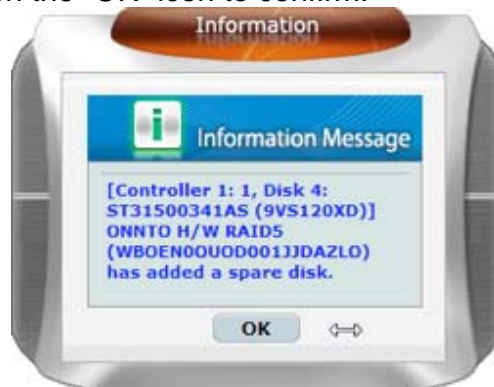 the "OK" icon to confirm.
Information
Information Message
[Controller 1: 1, Disk 4:
ST31500341AS (9VS120XD)]
ONNTO H/W RAID5
(WBOEN0OUOD001JJDAZLO)
has added a spare disk.
OK